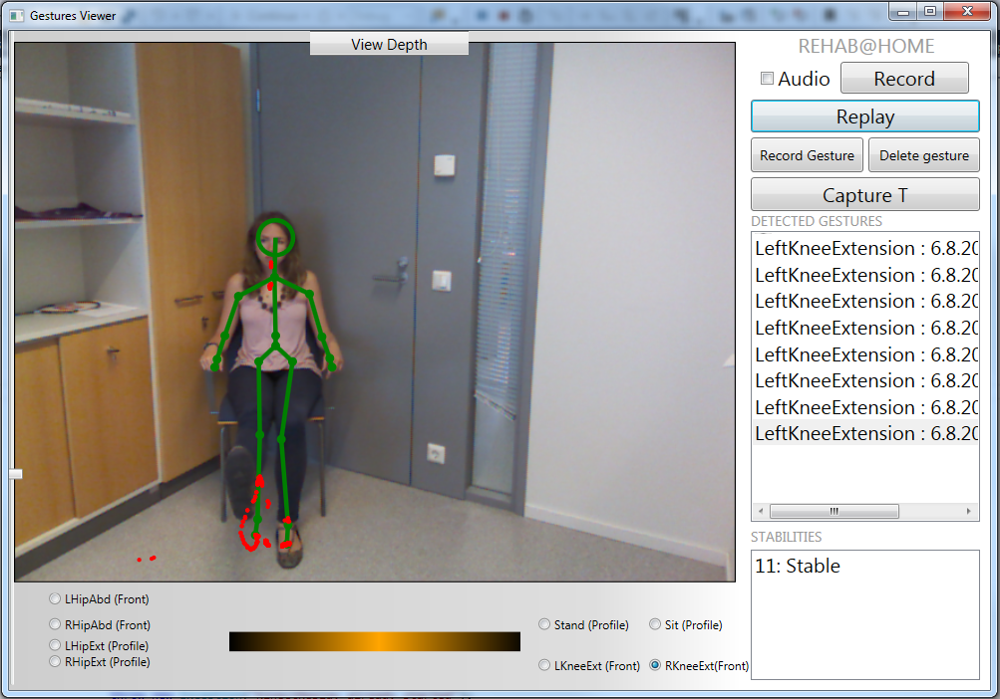 Gestures Viewer
View Depth
REHAB@HOME
Audio
Record
Replay
Record Gesture
Delete gesture
Capture T
DETECTED GESTURES
LeftKneeExtension : 6.8.20
LeftKneeExtension : 6.8.20
LeftKneeExtension : 6.8.20
LeftKneeExtension : 6.8.20
LeftKneeExtension : 6.8.20
LeftKneeExtension : 6.8.20
LeftKneeExtension : 6.8.20
LeftKneeExtension : 6.8.20
STABILITIES
11: Stable
LHipAbd (Front)
RHipAbd (Front)
LHipExt (Profile)
RHipExt (Profile)
Stand (Profile)
Sit (Profile)
LKneeExt (Front)
RKneeExt(Front)